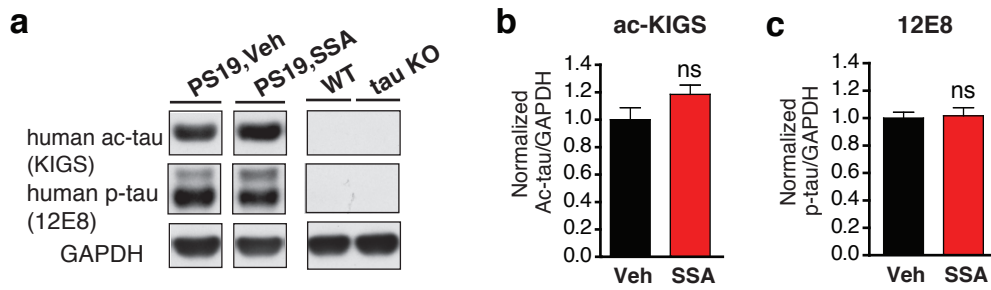 a
PS19,Veh
PS19,SSA
WT
tau KO
human ac-tau
(KIGS)
human p-tau
(12E8)
GAPDH
b
ac-KIGS
Normalized
Ac-tau/GAPDH
1.4
1.2
1.0
0.8
0.6
0.4
0.2
0.0
ns
Veh SSA
c
12E8
Normalized
p-tau/GAPDH
1.4
1.2
1.0
0.8
0.6
0.4
0.2
0.0
ns
Veh SSA